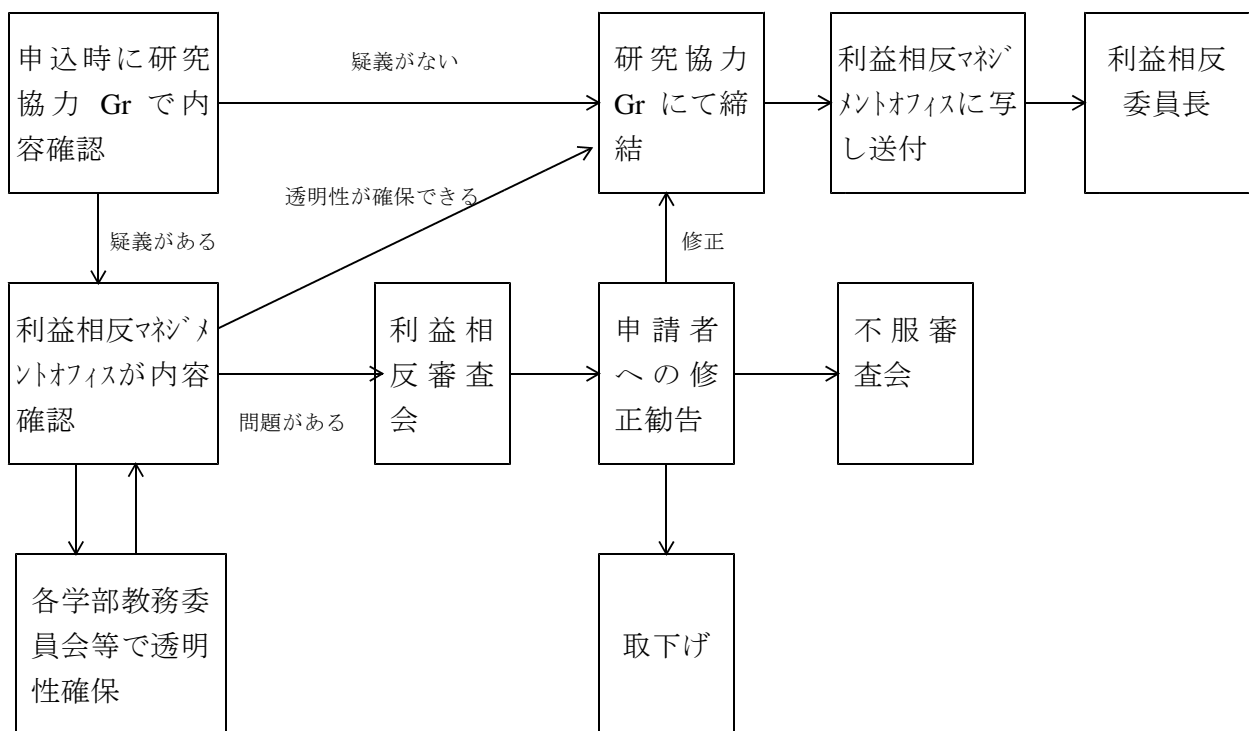 申込時に研究
協力 Gr で内
容確認
疑義がない
研究協力
Gr にて締
結
利益相反ﾏﾈｼﾞ
ﾒﾝﾄｵﾌｨｽに写
し送付
利益相反
委員長
透明性が確保できる
疑義がある
修正
利益相反ﾏﾈｼﾞﾒ
ﾝﾄｵﾌｨｽが内容
確認
問題がある
利益相
反審査
会
申請者
への修
正勧告
不服審
査会
各学部教務委
員会等で透明
性確保
取下げ